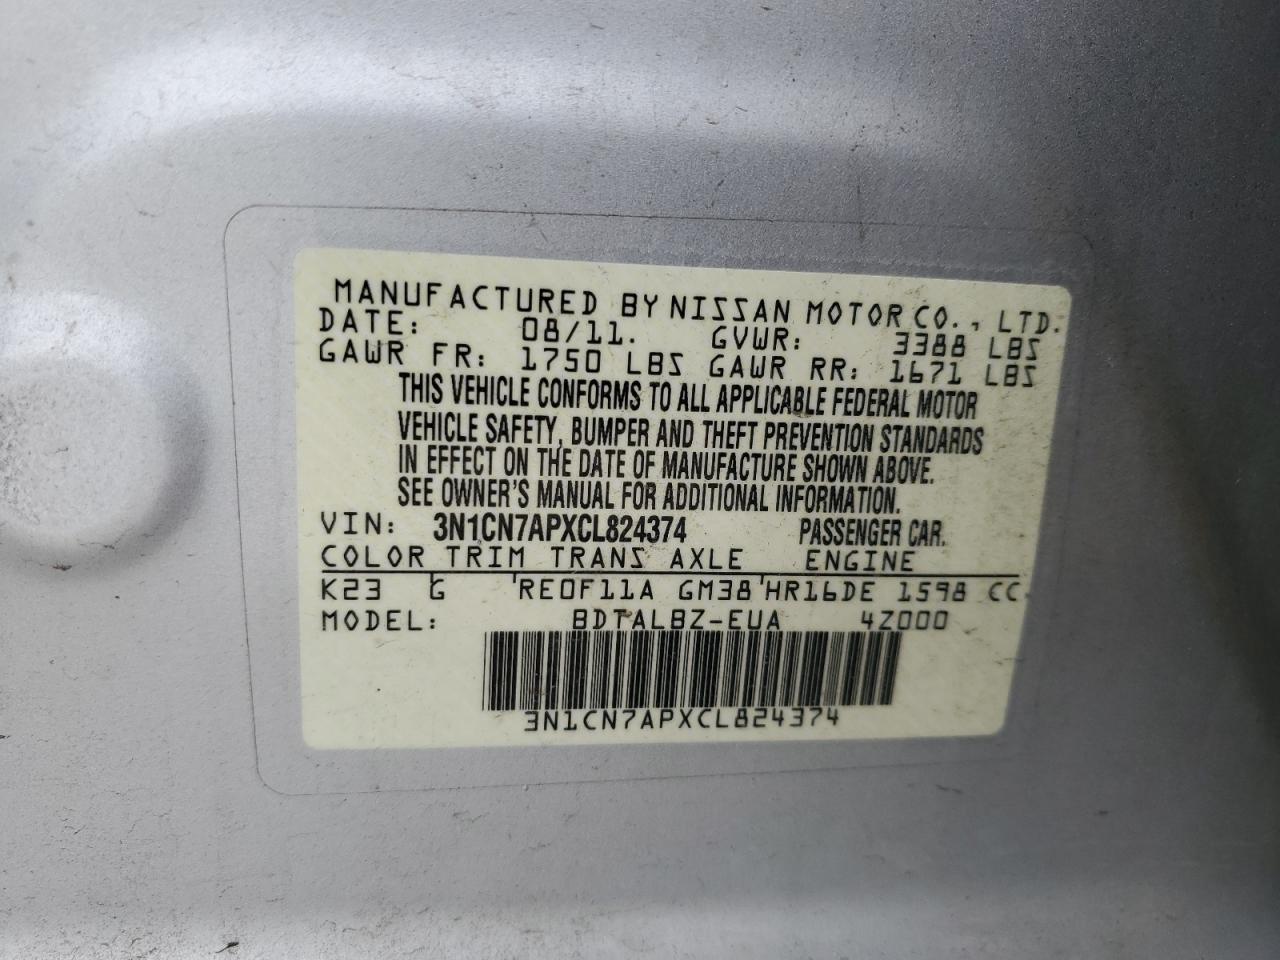 MANUFACTURED BY NISSAN MOTOR CO., LTD.
DATE: 08/11. GVWR: 3388 LBS
GAWR FR: 1750 LBS GAWR RR: 1671 LBS
THIS VEHICLE CONFORMS TO ALL APPLICABLE FEDERAL MOTOR
VEHICLE SAFETY, BUMPER AND THEFT PREVENTION STANDARDS
IN EFFECT ON THE DATE OF MANUFACTURE SHOWN ABOVE.
SEE OWNER'S MANUAL FOR ADDITIONAL INFORMATION.
VIN: 3N1CN7APXCL824374 PASSENGER CAR.
COLOR TRIM TRANS AXLE ENGINE
K23 G RE0F11A GM38 HR16DE 1598 CC.
MODEL: BDTALBZ-EUA 4Z000
3N1CN7APXCL824374